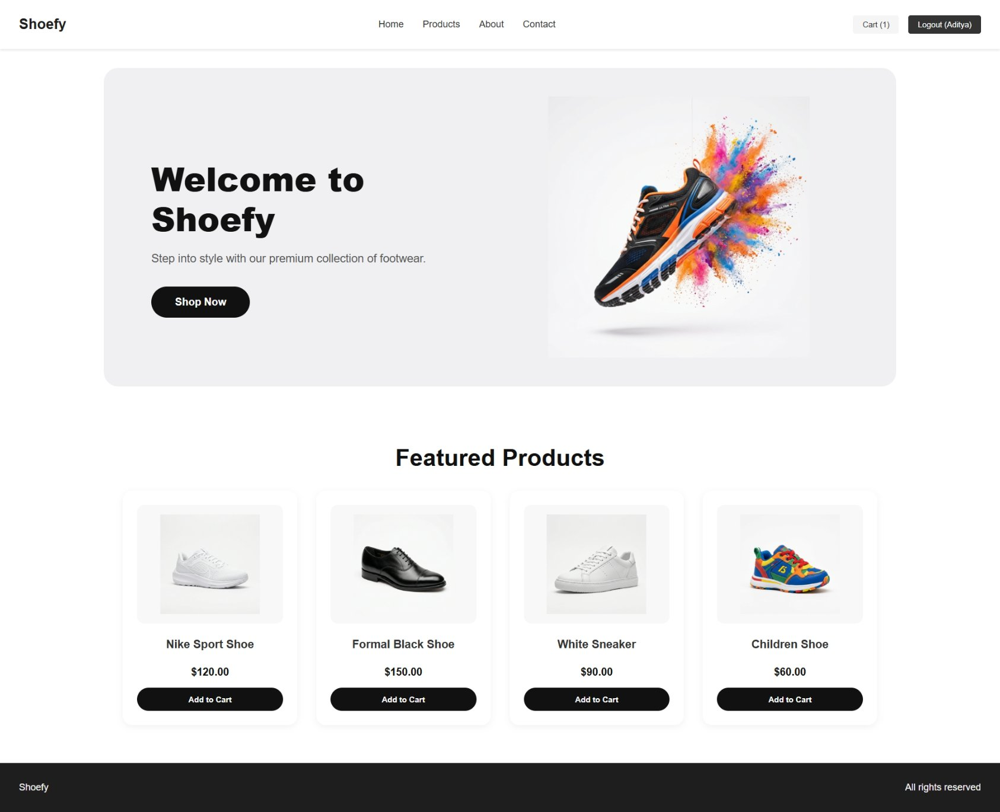 Shoefy
Home
Products
About
Contact
Cart (1)
Logout (Aditya)
Welcome to
Shoefy
Step into style with our premium collection of footwear.
Shop Now
ULTRA RUN
Featured Products
Nike Sport Shoe
$120.00
Add to Cart
Formal Black Shoe
$150.00
Add to Cart
White Sneaker
$90.00
Add to Cart
Children Shoe
$60.00
Add to Cart
Shoefy
All rights reserved